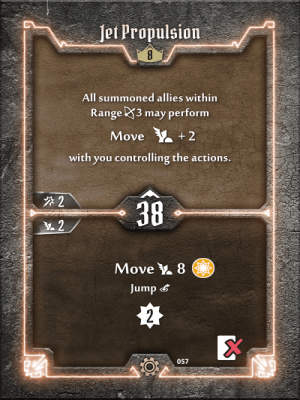 Jet Propulsion
8
All summoned allies within
Range 3 may perform
Move + 2
with you controlling the actions.
2
38
2
Move 8
Jump
2
057